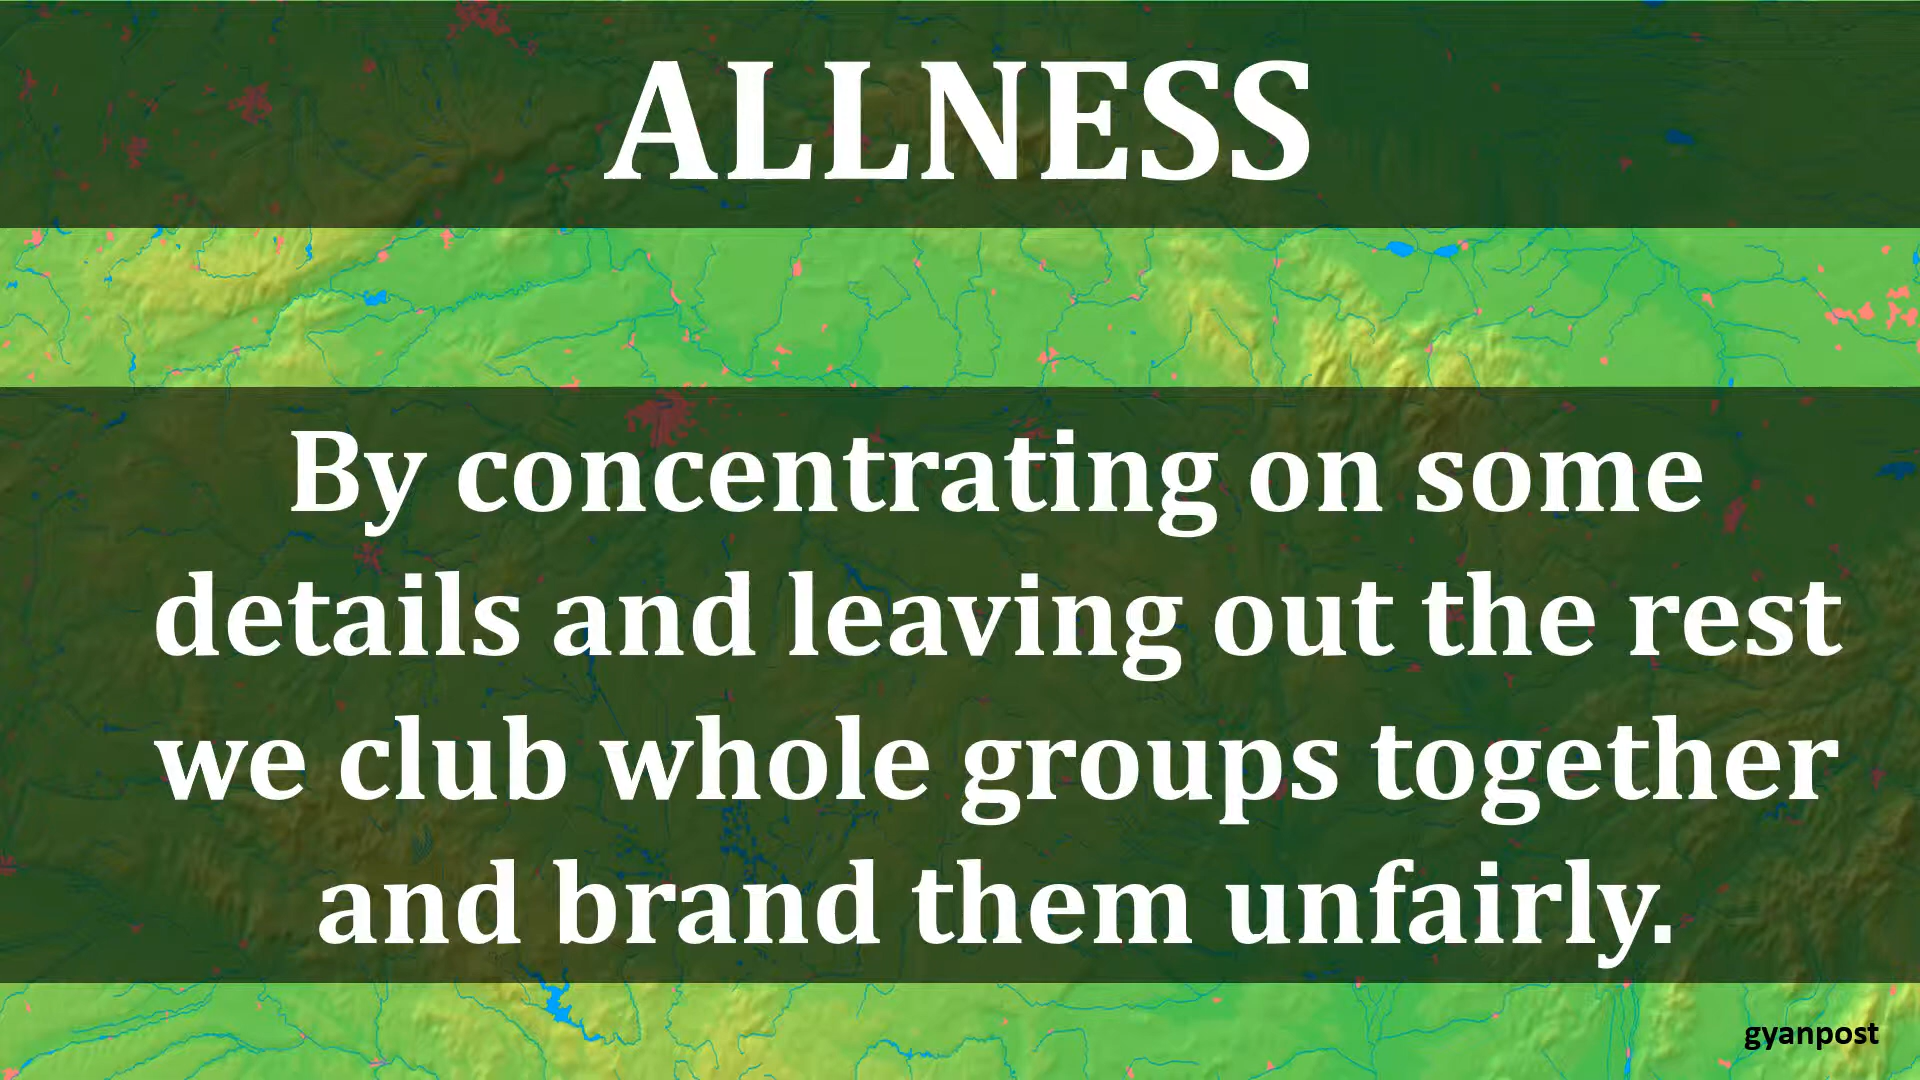 ALLNESS
By concentrating on some
details and leaving out the rest
we club whole groups together
and brand them unfairly.
gyanpost